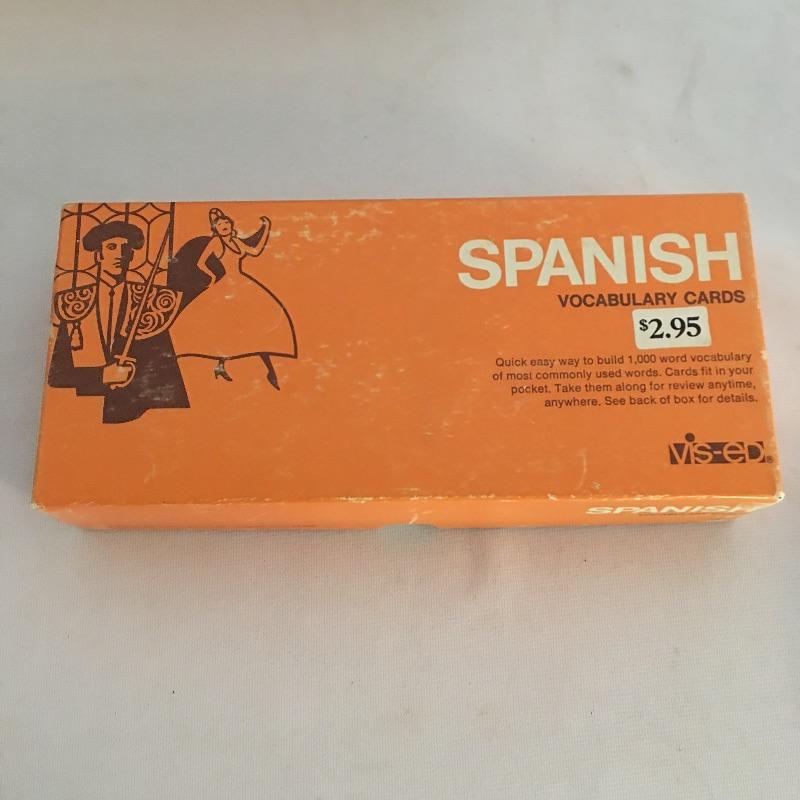 SPANISH
VOCABULARY CARDS
$2.95
Quick easy way to build 1,000 word vocabulary
of most commonly used words. Cards fit in your
pocket. Take them along for review anytime,
anywhere. See back of box for details.
vis-ed®
SPANISH